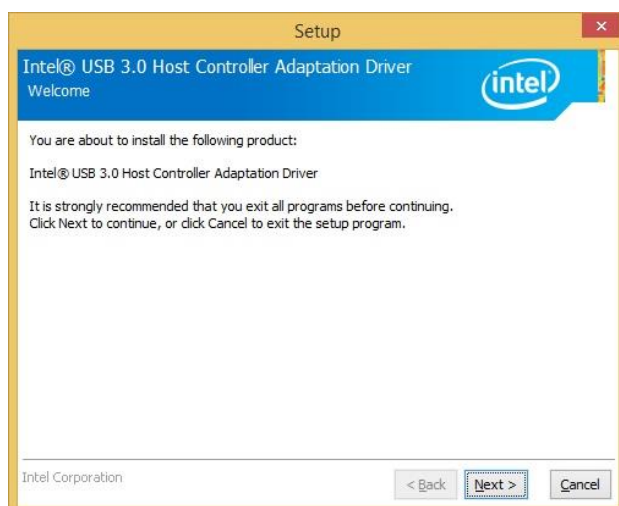 Setup
Intel® USB 3.0 Host Controller Adaptation Driver
Welcome
intel
You are about to install the following product:
Intel® USB 3.0 Host Controller Adaptation Driver
It is strongly recommended that you exit all programs before continuing.
Click Next to continue, or click Cancel to exit the setup program.
Intel Corporation
< Back
Next >
Cancel